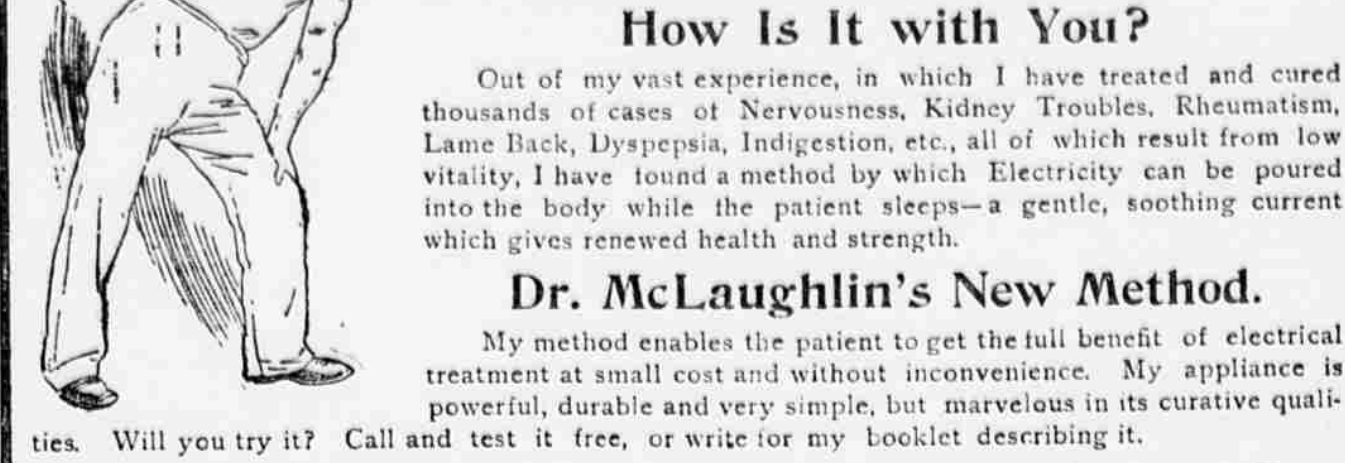 How Is It with You?
Out of my vast experience, in which I have treated and cured
thousands of cases of Nervousness, Kidney Troubles, Rheumatism,
Lame Back, Dyspepsia, Indigestion, etc., all of which result from low
vitality, I have found a method by which Electricity can be poured
into the body while the patient sleeps—a gentle, soothing current
which gives renewed health and strength.
Dr. McLaughlin's New Method.
My method enables the patient to get the full benefit of electrical
treatment at small cost and without inconvenience. My appliance is
powerful, durable and very simple, but marvelous in its curative quali-
ties. Will you try it? Call and test it free, or write for my booklet describing it.